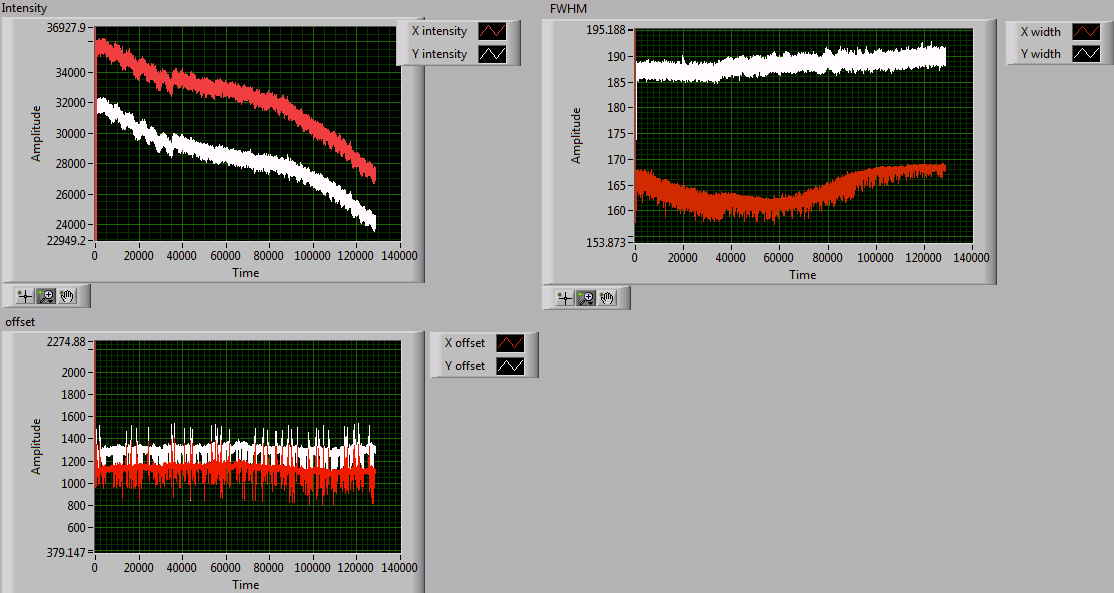 Intensity
36927.9
34000
32000
30000
28000
26000
24000
22949.2
Amplitude
0 20000 40000 60000 80000 100000 120000 140000
Time
X intensity
Y intensity
FWHM
195.188
190
185
180
175
170
165
160
153.873
Amplitude
0 20000 40000 60000 80000 100000 120000 140000
Time
X width
Y width
offset
2274.88
2000
1800
1600
1400
1200
1000
800
600
379.147
Amplitude
0 20000 40000 60000 80000 100000 120000 140000
Time
X offset
Y offset